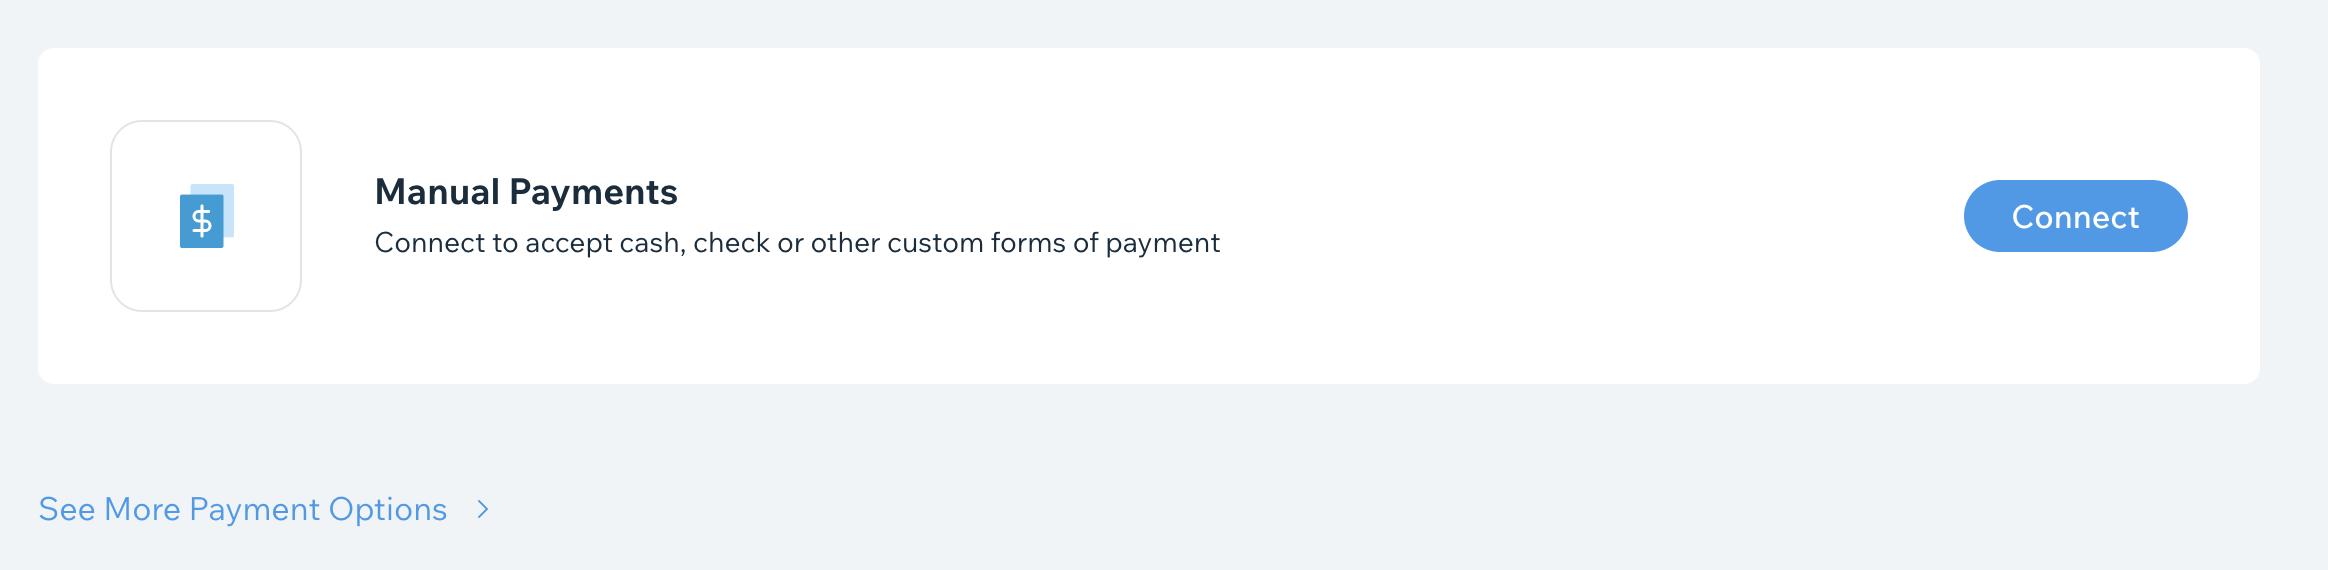 $
Manual Payments
Connect to accept cash, check or other custom forms of payment
Connect
See More Payment Options